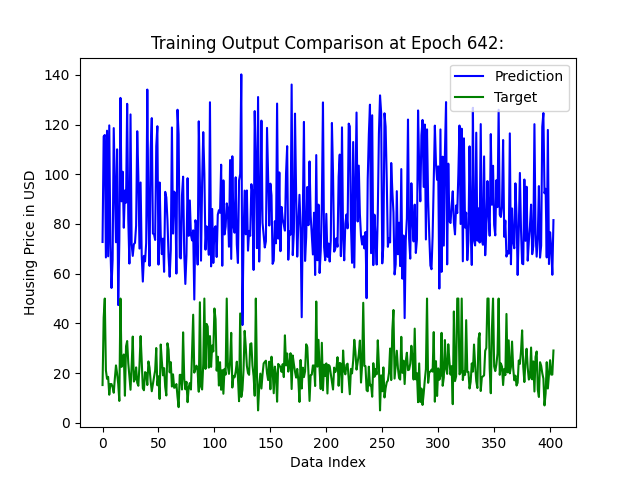 Training Output Comparison at Epoch 642:
Prediction
Target
Housing Price in USD
140
120
100
80
60
40
20
0
0 50 100 150 200 250 300 350 400
Data Index